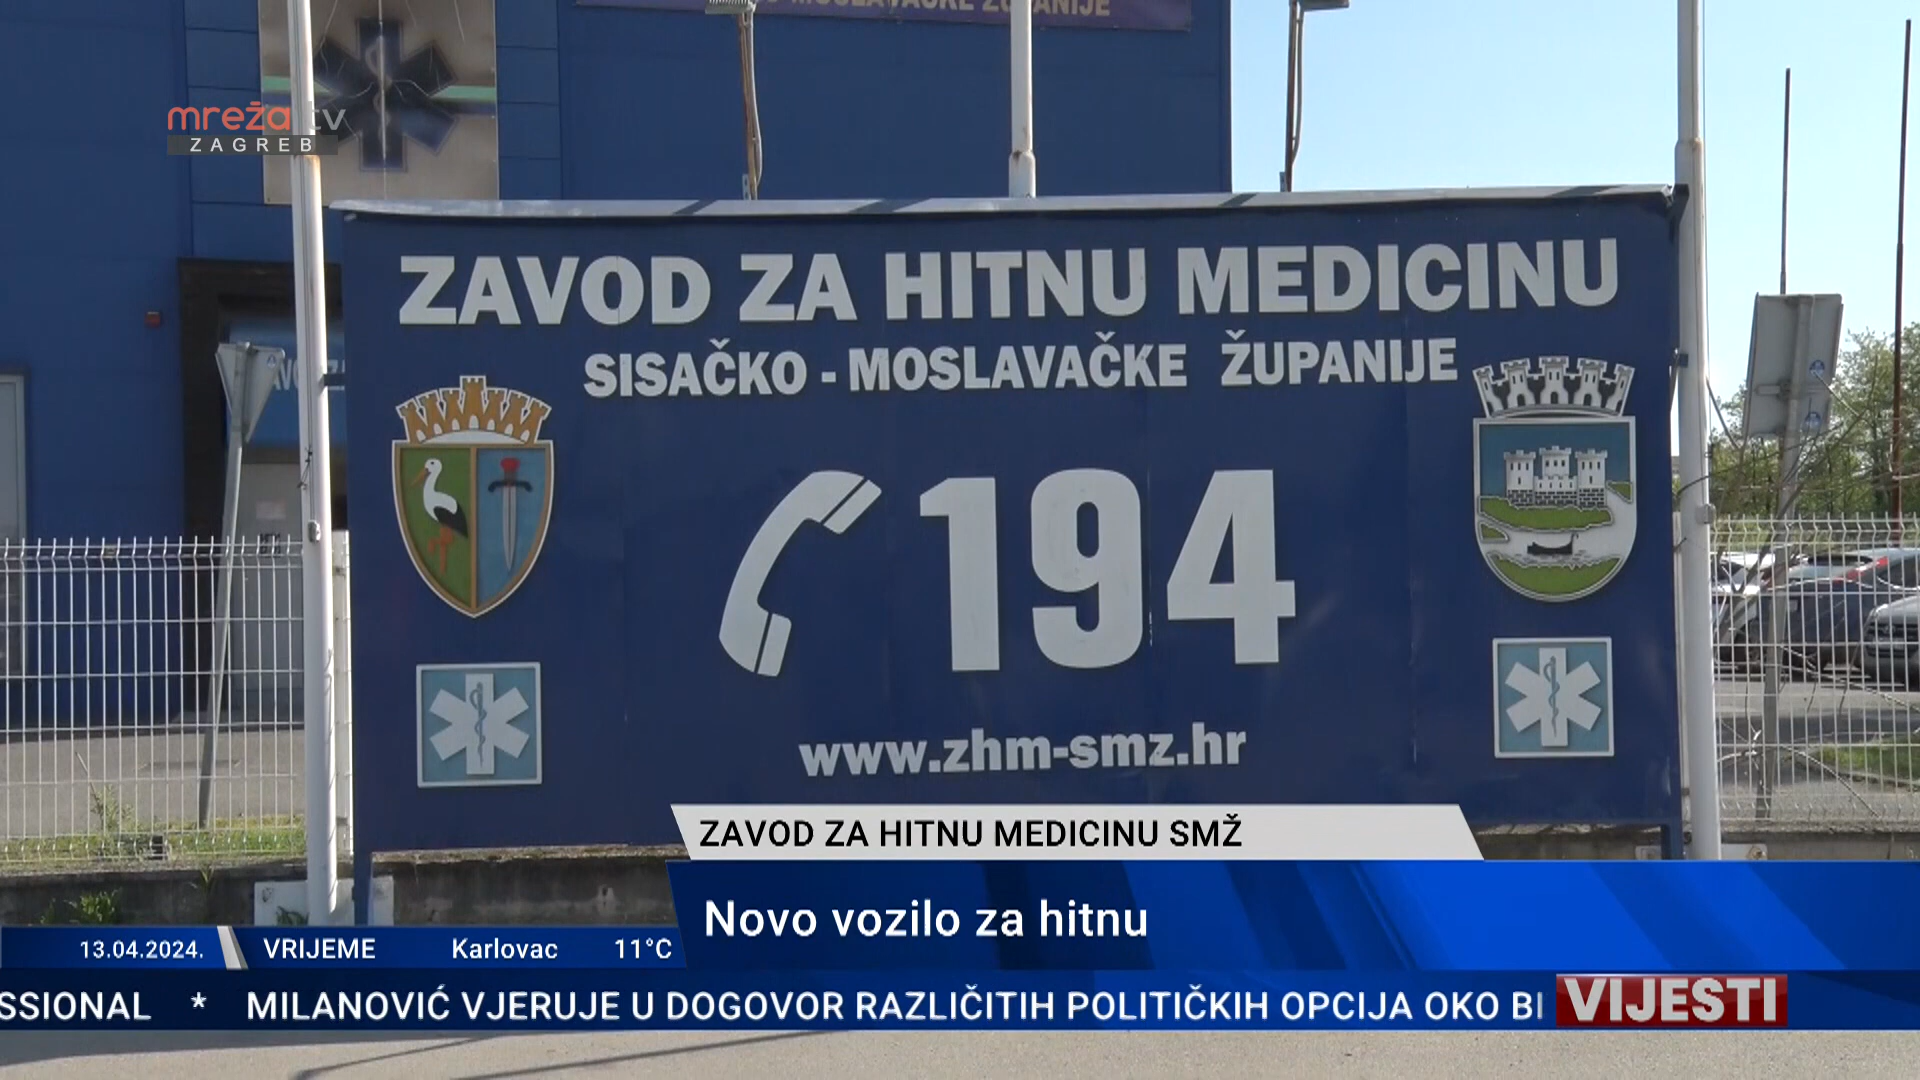 MOSLAVAČKE ŽUPANIJE
mreža tv
ZAGREB
ZAVOD ZA HITNU MEDICINU
SISAČKO - MOSLAVAČKE ŽUPANIJE
194
www.zhm-smz.hr
ZAVOD ZA HITNU MEDICINU SMŽ
Novo vozilo za hitnu
13.04.2024. VRIJEME Karlovac 11°C
SSIONAL * MILANOVIĆ VJERUJE U DOGOVOR RAZLIČITIH POLITIČKIH OPCIJA OKO BI
VIJESTI